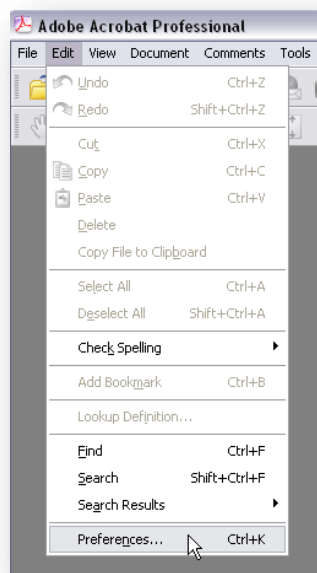 Adobe Acrobat Professional
File Edit View Document Comments Tools
Undo Ctrl+Z
Redo Shift+Ctrl+Z
Cut Ctrl+X
Copy Ctrl+C
Paste Ctrl+V
Delete
Copy File to Clipboard
Select All Ctrl+A
Deselect All Shift+Ctrl+A
Check Spelling
Add Bookmark Ctrl+B
Lookup Definition...
Find Ctrl+F
Search Shift+Ctrl+F
Search Results
Preferences... Ctrl+K